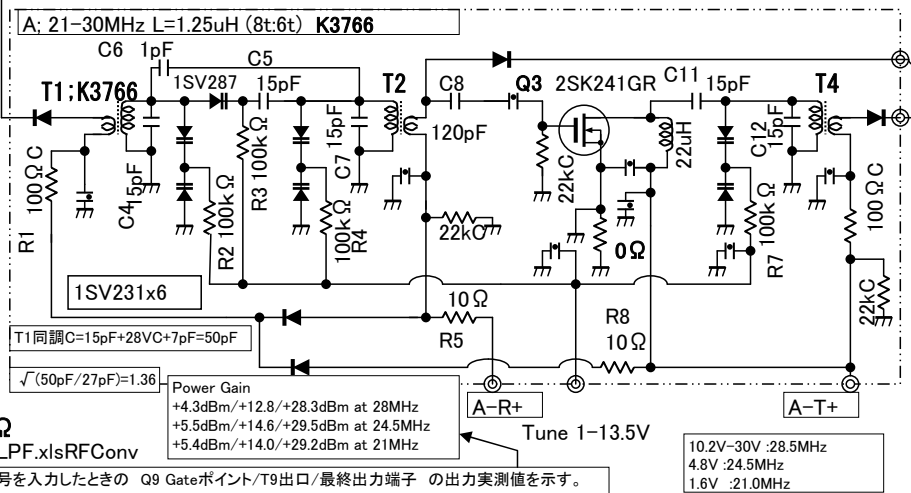 A; 21-30MHz L=1.25uH (8t:6t) K3766
C6 1pF
C5
T1;K3766
1SV287
15pF
T2
C8
Q3
2SK241GR
C11
15pF
T4
120pF
22uH
C12
15pF
C7
15pF
C4
15pF
R1
100ΩC
R2
100kΩ
R3
100kΩ
R4
100kΩ
22kC
22kC
0Ω
R7
100kΩ
100ΩC
22kC
1SV231x6
10Ω
R5
R8
10Ω
T1同調C=15pF+28VC+7pF=50pF
√(50pF/27pF)=1.36
Power Gain
+4.3dBm/+12.8/+28.3dBm at 28MHz
+5.5dBm/+14.6/+29.5dBm at 24.5MHz
+5.4dBm/+14.0/+29.2dBm at 21MHz
A-R+
A-T+
Tune 1-13.5V
Ω
_PF.xlsRFConv
10.2V-30V :28.5MHz
4.8V :24.5MHz
1.6V :21.0MHz
号を入力したときの Q9 Gateポイント/T9出口/最終出力端子 の出力実測値を示す。